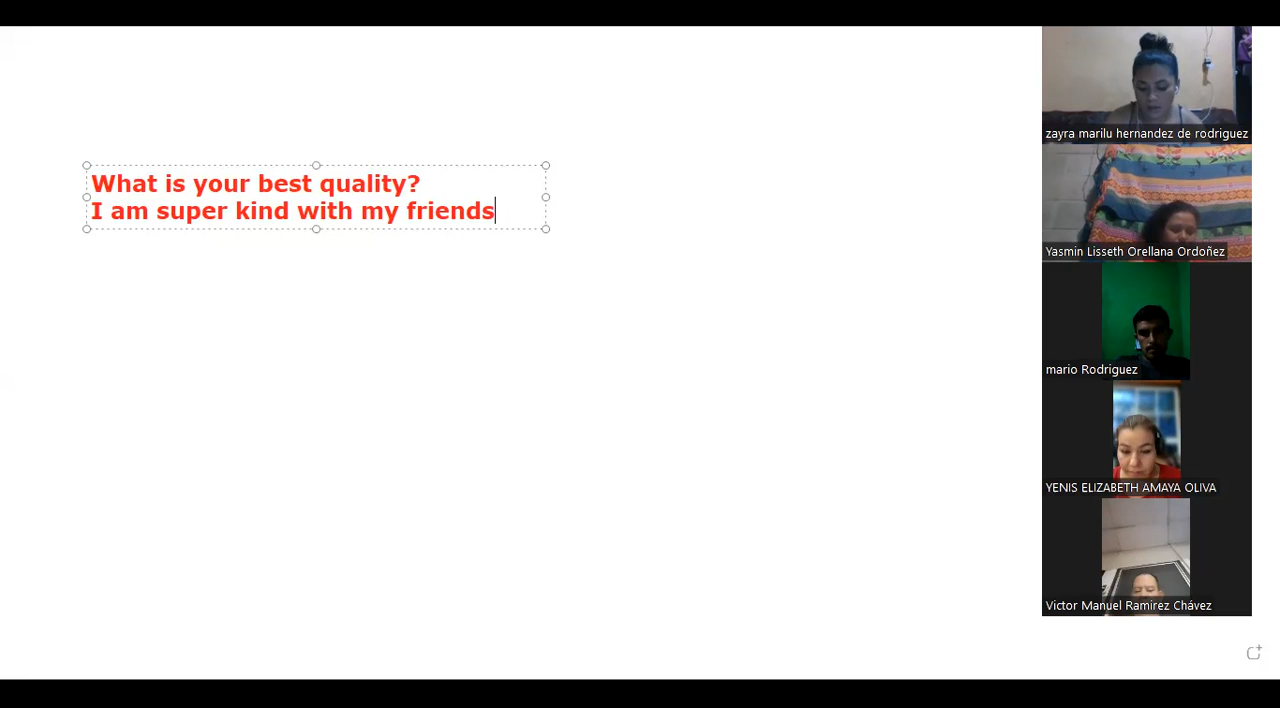 What is your best quality?
I am super kind with my friends
zayra marilu hernandez de rodriguez
Yasmin Lisseth Orellana Ordoñez
mario Rodriguez
YENIS ELIZABETH AMAYA OLIVA
Victor Manuel Ramirez Chávez